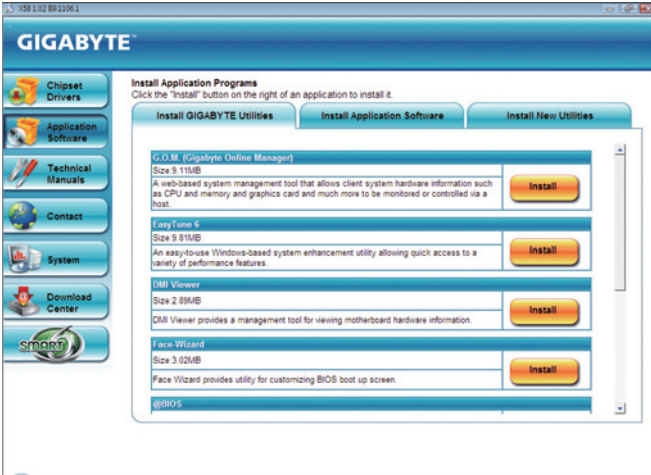 X58 1.02 B9.1106.1
GIGABYTE™
Chipset
Drivers
Application
Software
Technical
Manuals
Contact
System
Download
Center
SMART
Install Application Programs
Click the "Install" button on the right of an application to install it.
Install GIGABYTE Utilities
Install Application Software
Install New Utilities
G.O.M. (Gigabyte Online Manager)
Size:9.11MB
A web-based system management tool that allows client system hardware information such
as CPU and memory and graphics card and much more to be monitored or controlled via a
host.
Install
EasyTune 6
Size:9.81MB
An easy-to-use Windows-based system enhancement utility allowing quick access to a
variety of performance features.
Install
DMI Viewer
Size:2.89MB
DMI Viewer provides a management tool for viewing motherboard hardware information.
Install
Face Wizard
Size:3.02MB
Face Wizard provides utility for customizing BIOS boot up screen.
Install
@BIOS